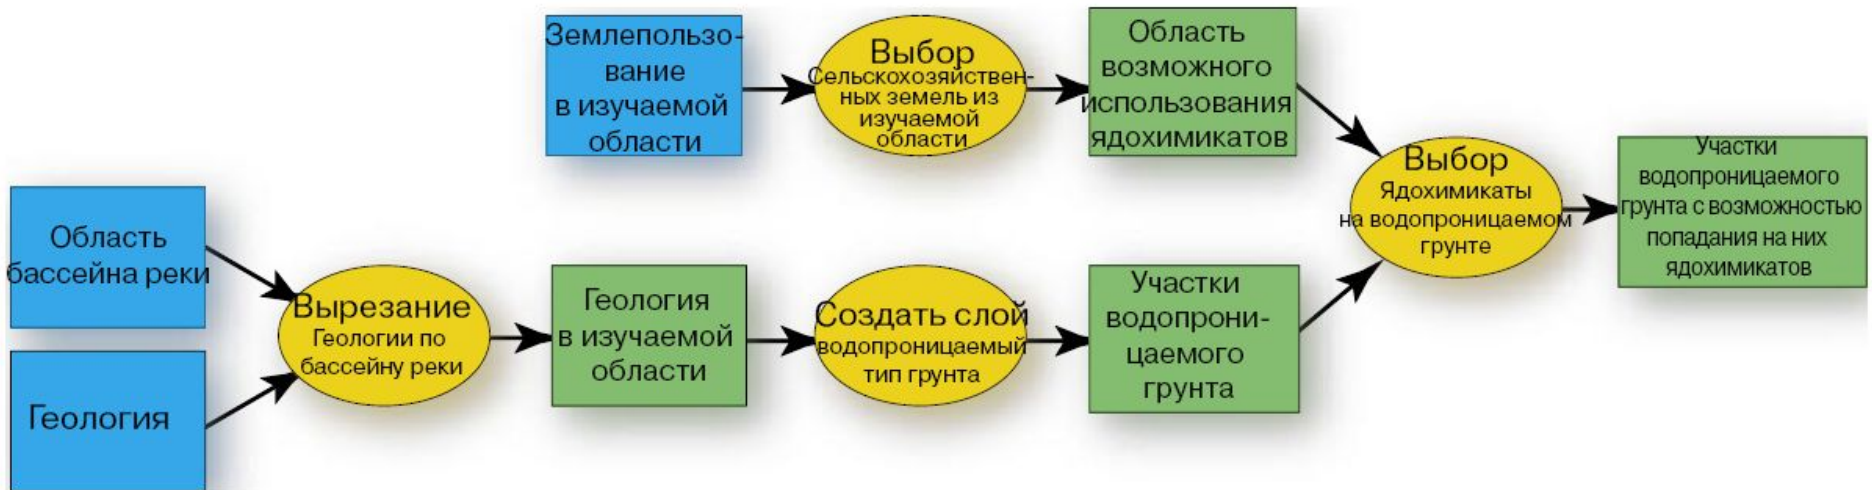 Землепользо-
вание
в изучаемой
области
Выбор
Сельскохозяйствен-
ных земель из
изучаемой
области
Область
возможного
использования
ядохимикатов
Выбор
Ядохимикаты
на водопроницаемом
грунте
Участки
водопроницаемого
грунта с возможностью
попадания на них
ядохимикатов
Область
бассейна реки
Геология
Вырезание
Геологии по
бассейну реки
Геология
в изучаемой
области
Создать слой
водопроницаемый
тип грунта
Участки
водопрони-
цаемого
грунта